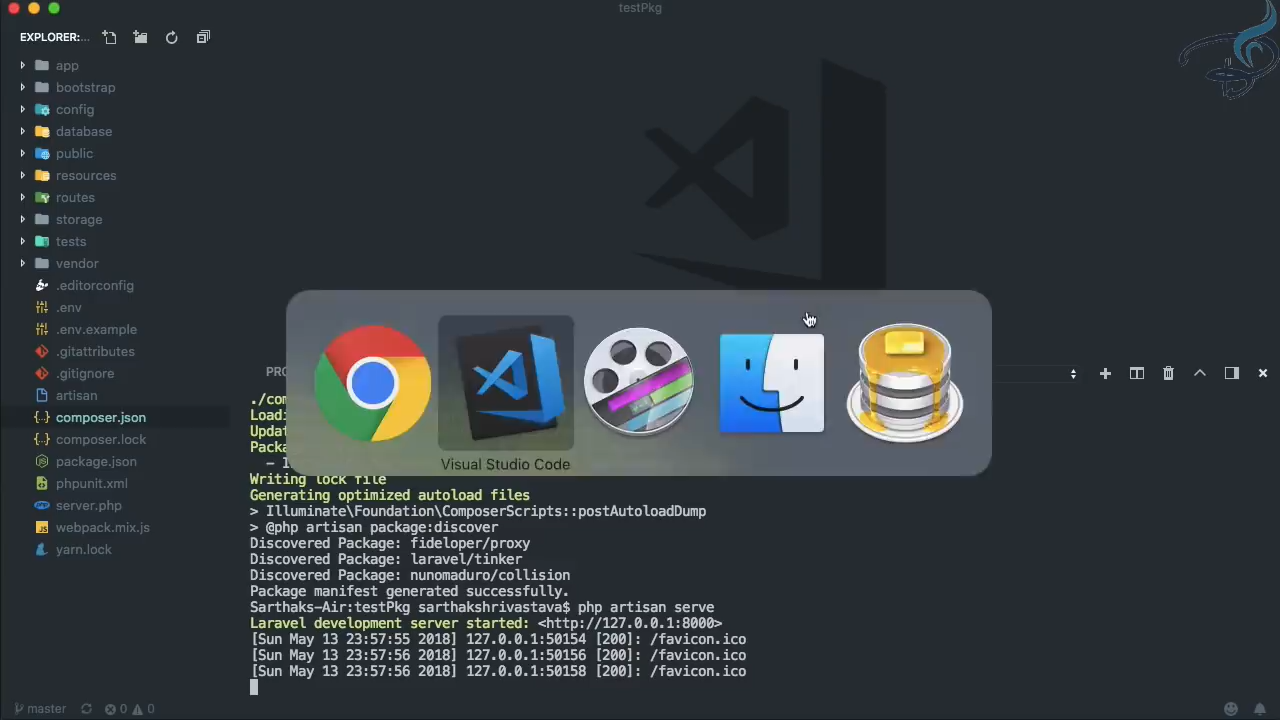 testPkg
EXPLORER:...
app
bootstrap
config
database
public
resources
routes
storage
tests
vendor
.editorconfig
.env
.env.example
.gitattributes
.gitignore
artisan
composer.json
composer.lock
package.json
phpunit.xml
server.php
webpack.mix.js
yarn.lock
Visual Studio Code
Writing lock file
Generating optimized autoload files
> Illuminate\Foundation\ComposerScripts::postAutoloadDump
> @php artisan package:discover
Discovered Package: fideloper/proxy
Discovered Package: laravel/tinker
Discovered Package: nunomaduro/collision
Package manifest generated successfully.
Sarthaks-Air:testPkg sarthakshrivastava$ php artisan serve
Laravel development server started: <http://127.0.0.1:8000>
[Sun May 13 23:57:55 2018] 127.0.0.1:50154 [200]: /favicon.ico
[Sun May 13 23:57:56 2018] 127.0.0.1:50156 [200]: /favicon.ico
[Sun May 13 23:57:56 2018] 127.0.0.1:50158 [200]: /favicon.ico
master 0 0